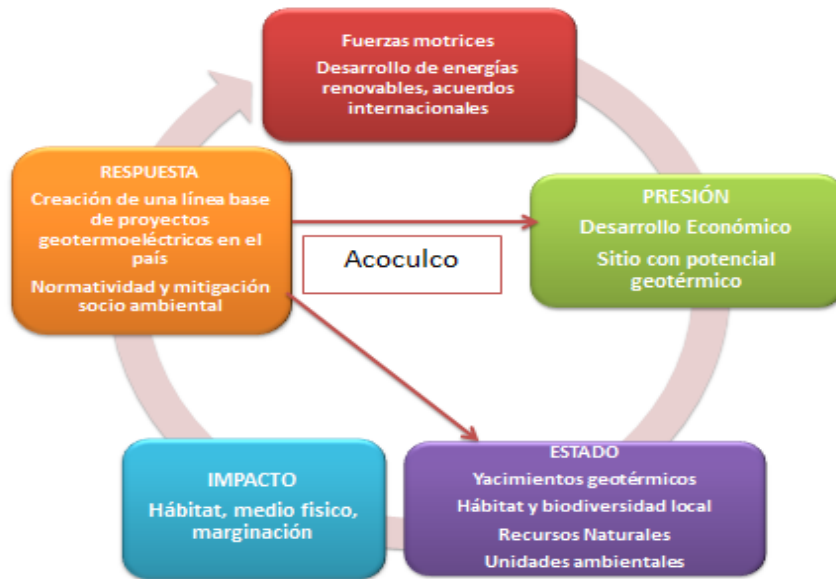 Fuerzas motrices
Desarrollo de energías
renovables, acuerdos
internacionales
RESPUESTA
Creación de una línea base
de proyectos
geotermoeléctricos en el
país
Normatividad y mitigación
socio ambiental
Acoculco
PRESIÓN
Desarrollo Económico
Sitio con potencial
geotérmico
IMPACTO
Hábitat, medio fisico,
marginación
ESTADO
Yacimientos geotérmicos
Hábitat y biodiversidad local
Recursos Naturales
Unidades ambientales